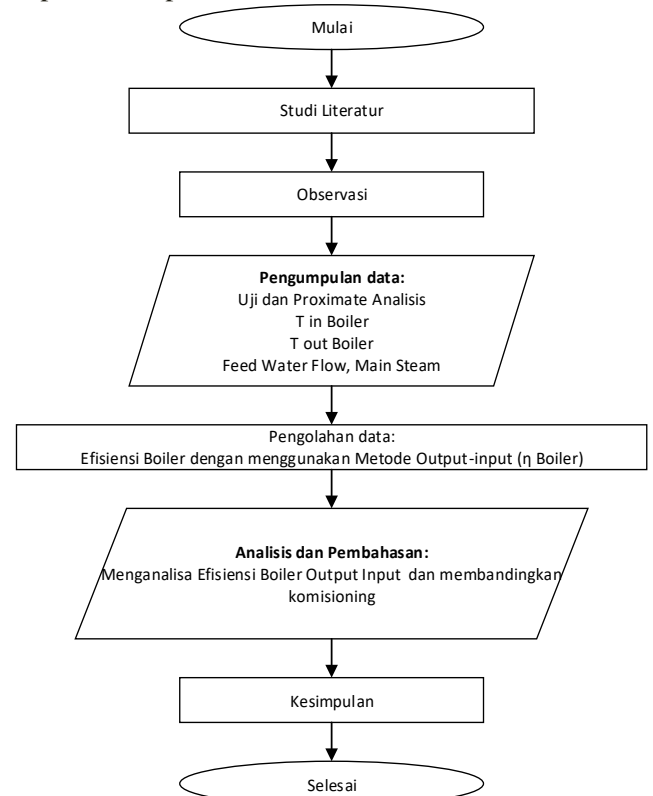 Mulai
Studi Literatur
Observasi
Pengumpulan data:
Uji dan Proximate Analisis
T in Boiler
T out Boiler
Feed Water Flow, Main Steam
Pengolahan data:
Efisiensi Boiler dengan menggunakan Metode Output-input (η Boiler)
Analisis dan Pembahasan:
Menganalisa Efisiensi Boiler Output Input dan membandingkan
komisioning
Kesimpulan
Selesai